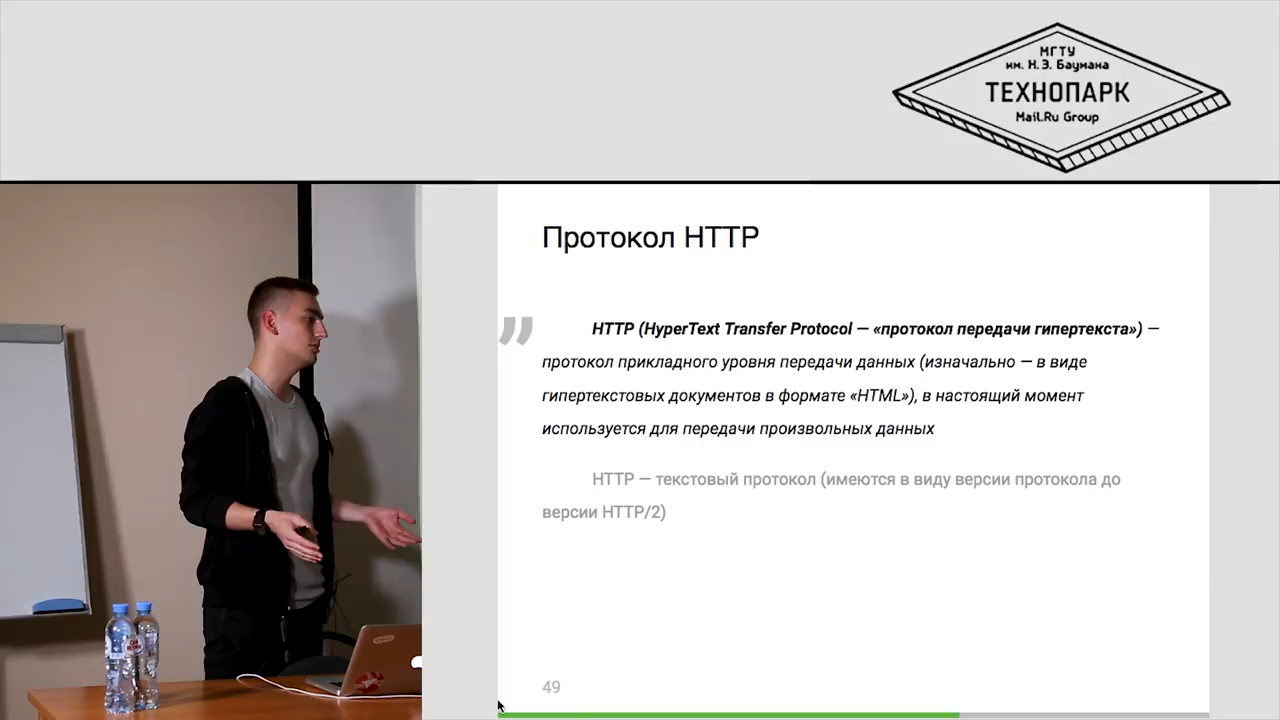 МГТУ
им. Н.Э. Баумана
ТЕХНОПАРК
Mail.Ru Group
Протокол HTTP
HTTP (HyperText Transfer Protocol — «протокол передачи гипертекста») —
протокол прикладного уровня передачи данных (изначально — в виде
гипертекстовых документов в формате «HTML»), в настоящий момент
используется для передачи произвольных данных
HTTP — текстовый протокол (имеются в виду версии протокола до
версии HTTP/2)
49